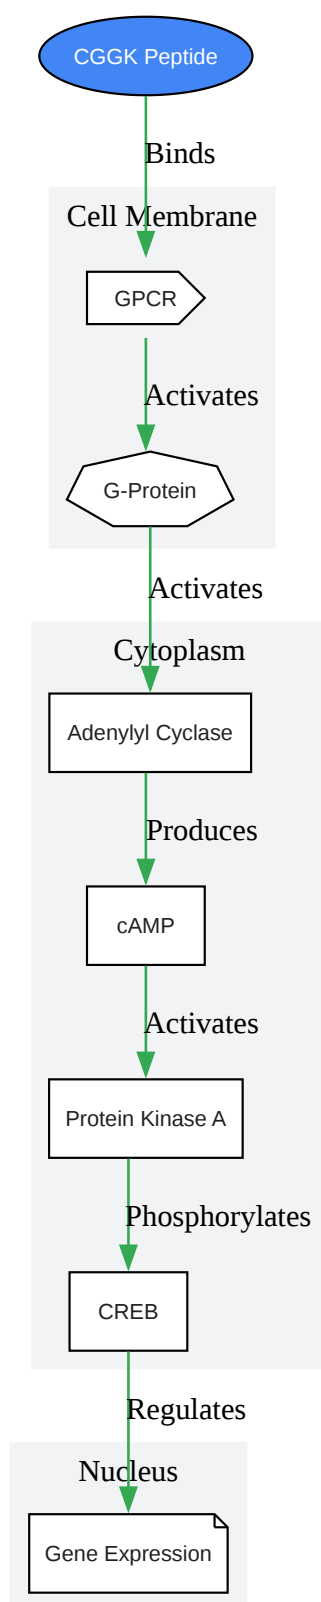 CGGK Peptide
Binds
Cell Membrane
GPCR
Activates
G-Protein
Activates
Cytoplasm
Adenylyl Cyclase
Produces
cAMP
Activates
Protein Kinase A
Phosphorylates
CREB
Regulates
Nucleus
Gene Expression